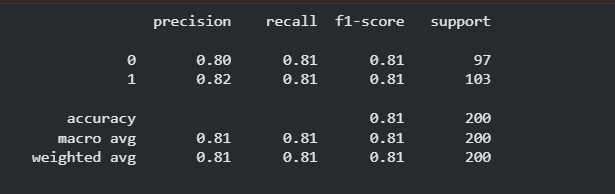 precision recall f1-score support
0 0.80 0.81 0.81 97
1 0.82 0.81 0.81 103
accuracy 0.81 200
macro avg 0.81 0.81 0.81 200
weighted avg 0.81 0.81 0.81 200